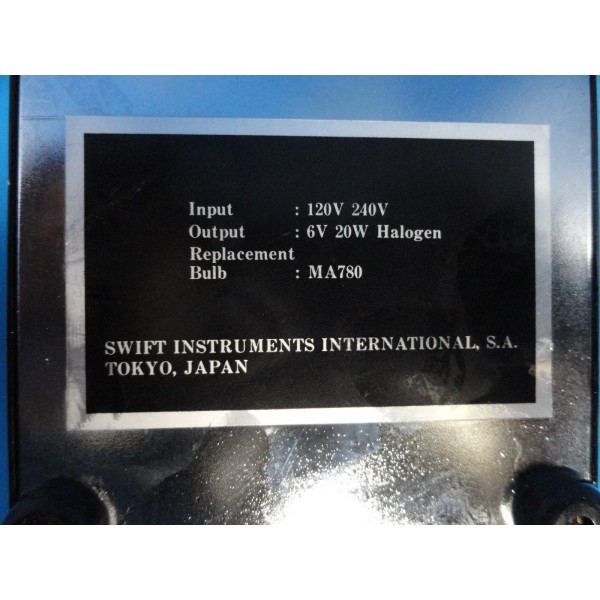 Input : 120V 240V
Output : 6V 20W Halogen
Replacement
Bulb : MA780
SWIFT INSTRUMENTS INTERNATIONAL, S.A.
TOKYO, JAPAN